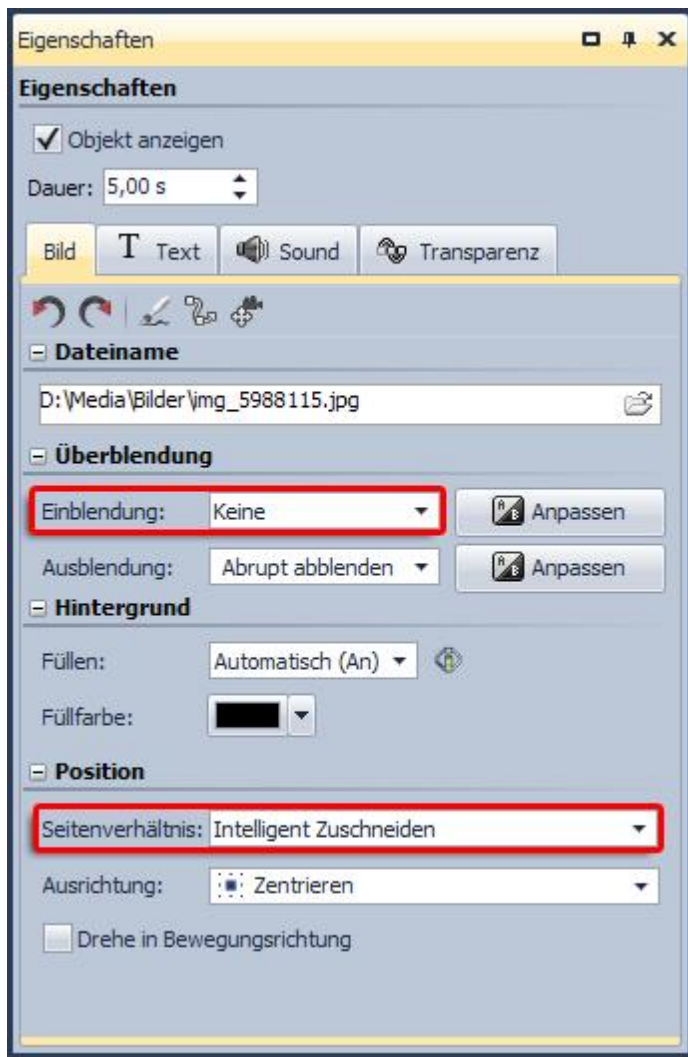 Eigenschaften
Eigenschaften
Objekt anzeigen
Dauer: 5,00 s
Bild T Text Sound Transparenz
Dateiname
D:\Media\Bilder\img_5988115.jpg
Überblendung
Einblendung: Keine Anpassen
Ausblendung: Abrupt abblenden Anpassen
Hintergrund
Füllen: Automatisch (An)
Füllfarbe:
Position
Seitenverhältnis: Intelligent Zuschneiden
Ausrichtung: Zentrieren
Drehe in Bewegungsrichtung